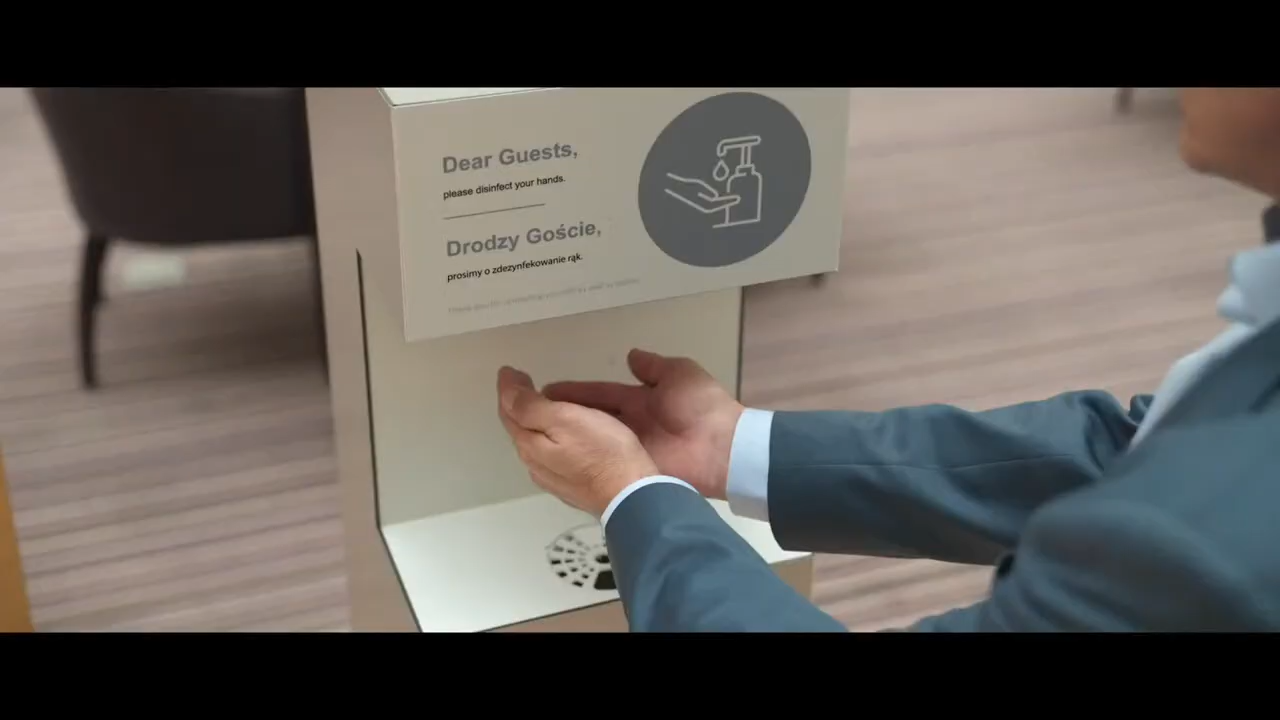 Dear Guests,
please disinfect your hands.
Drodzy Goście,
prosimy o zdezynfekowanie rąk.